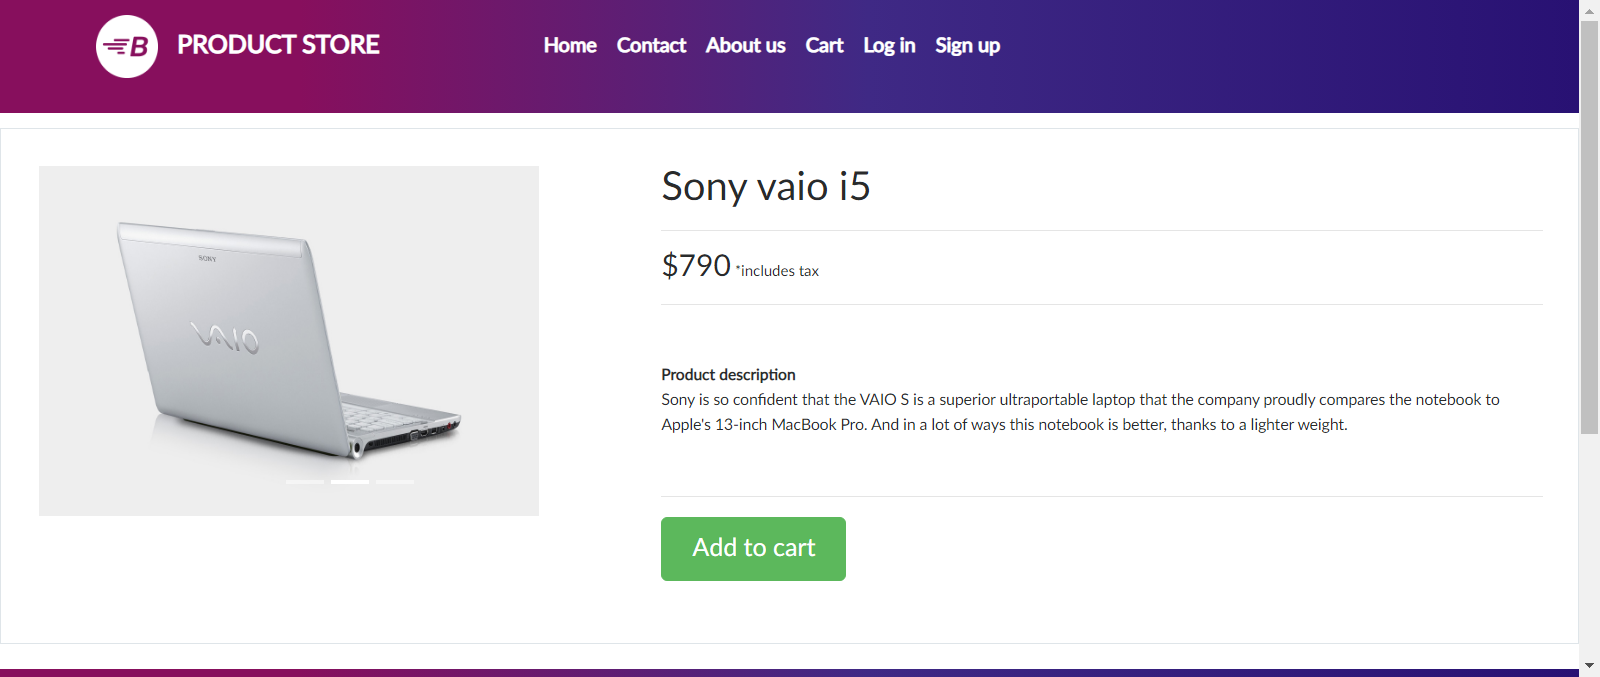 B PRODUCT STORE Home Contact About us Cart Log in Sign up
Sony vaio i5
SONY
VAIO
$790 *includes tax
Product description
Sony is so confident that the VAIO S is a superior ultraportable laptop that the company proudly compares the notebook to
Apple's 13-inch MacBook Pro. And in a lot of ways this notebook is better, thanks to a lighter weight.
Add to cart